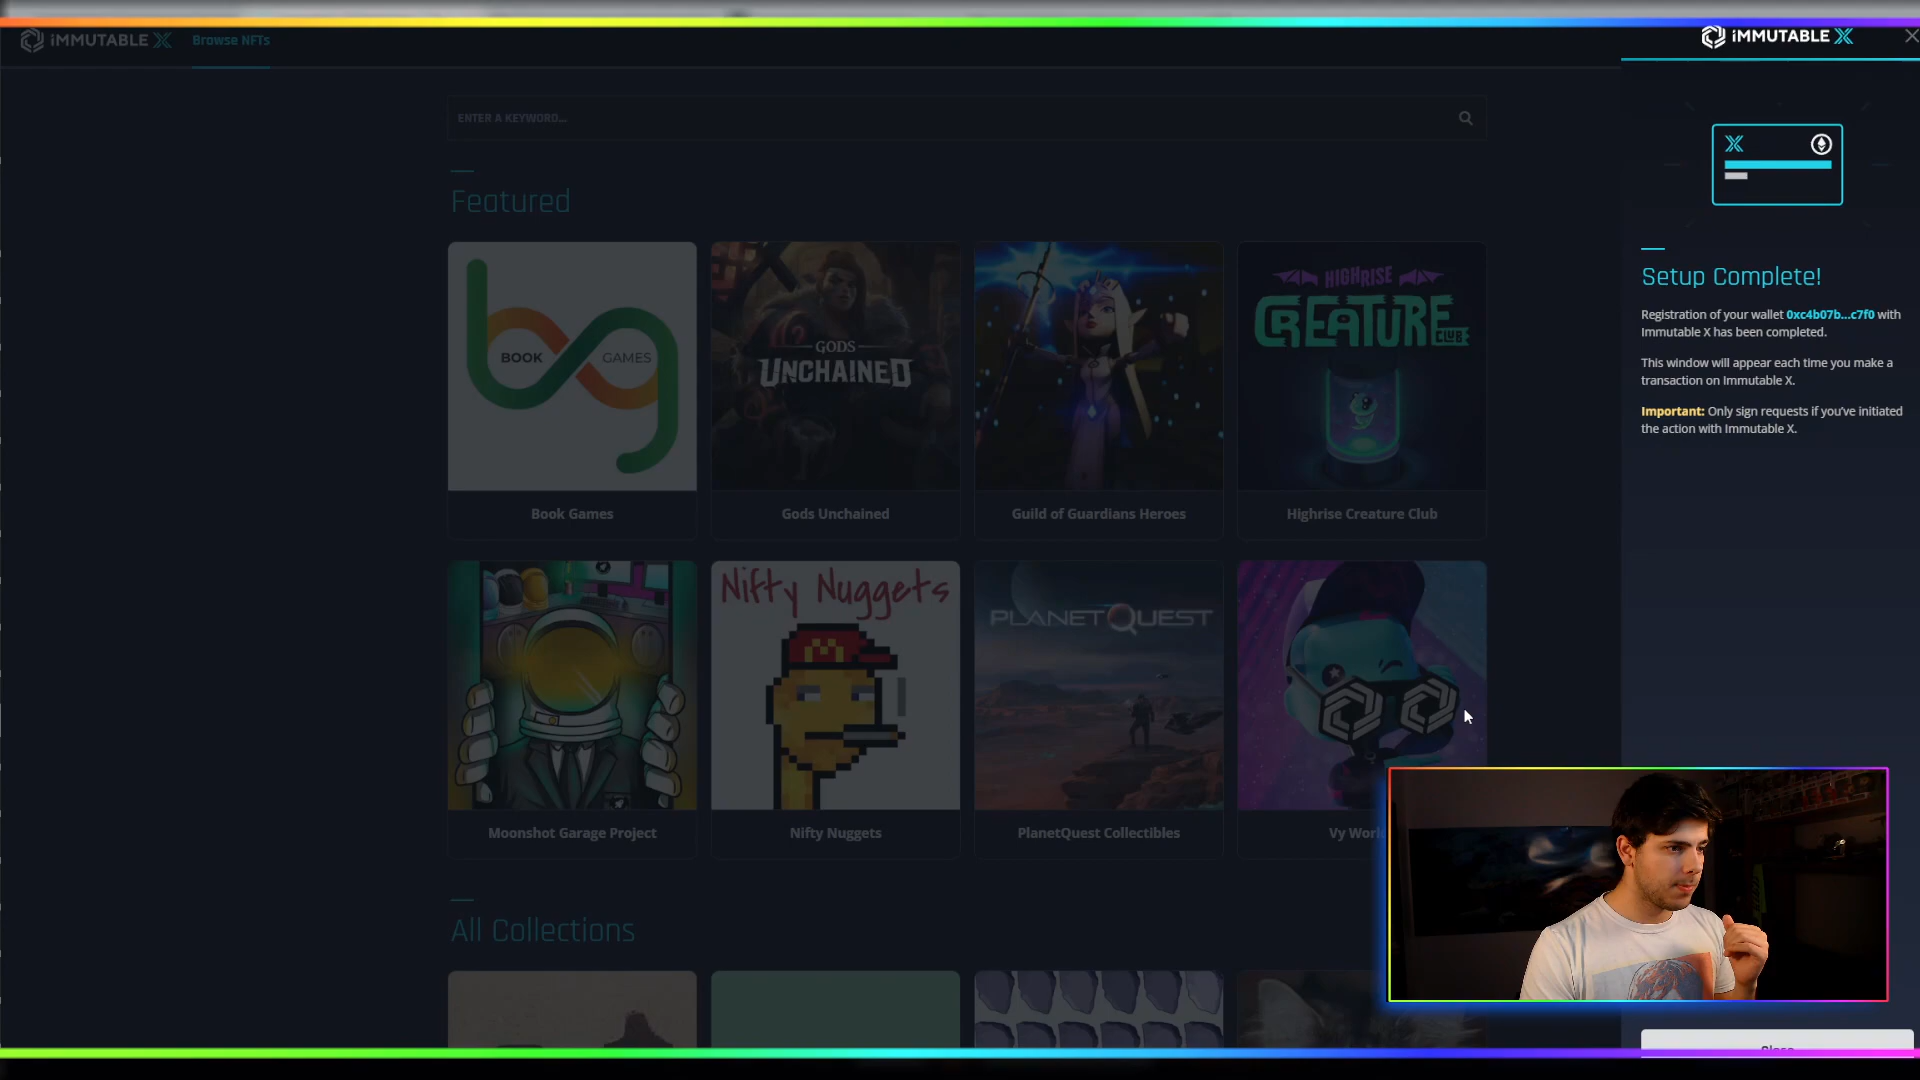 iMMUTABLE X
Browse NFTs
iMMUTABLE X
ENTER A KEYWORD...
Featured
BOOK GAMES
GODS
UNCHAINED
HIGHRISE
CREATURE
CLUB
Book Games
Gods Unchained
Guild of Guardians Heroes
Highrise Creature Club
Nifty Nuggets
PLANETQUEST
Moonshot Garage Project
Nifty Nuggets
PlanetQuest Collectibles
All Collections
X
Setup Complete!
Registration of your wallet 0xc4b07b...c7f0 with
Immutable X has been completed.
This window will appear each time you make a
transaction on Immutable X.
Important: Only sign requests if you've initiated
the action with Immutable X.